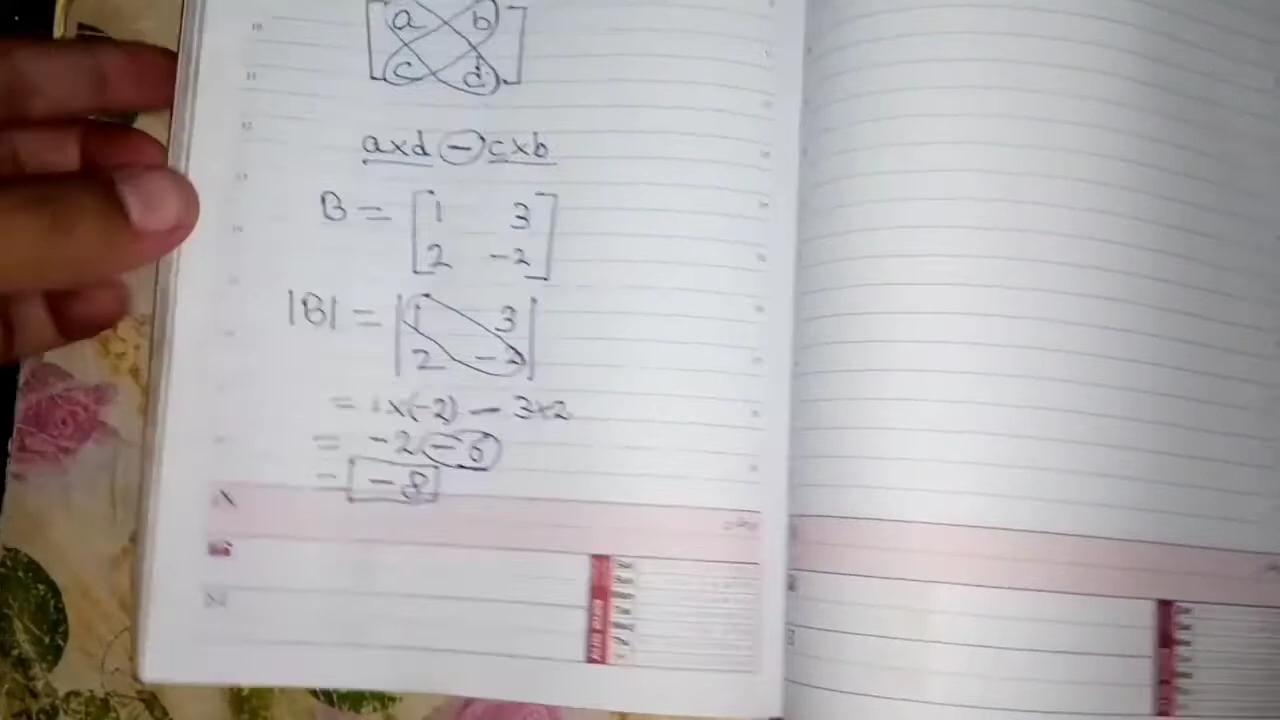 a b
c d
axd - cxb
B = [1 3
2 -2]
|B| = |1 3
2 -2|
= 1x(-2) - 3x2
= -2 - 6
= -8